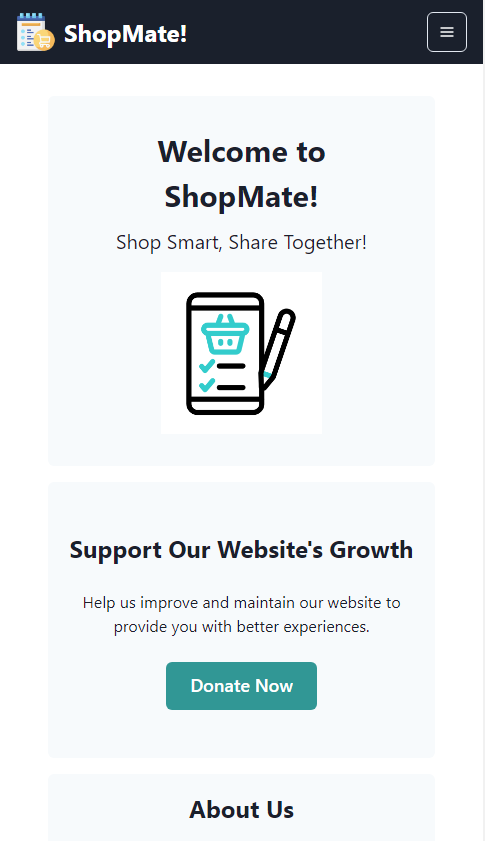 ShopMate!
Welcome to
ShopMate!
Shop Smart, Share Together!
Support Our Website's Growth
Help us improve and maintain our website to
provide you with better experiences.
Donate Now
About Us